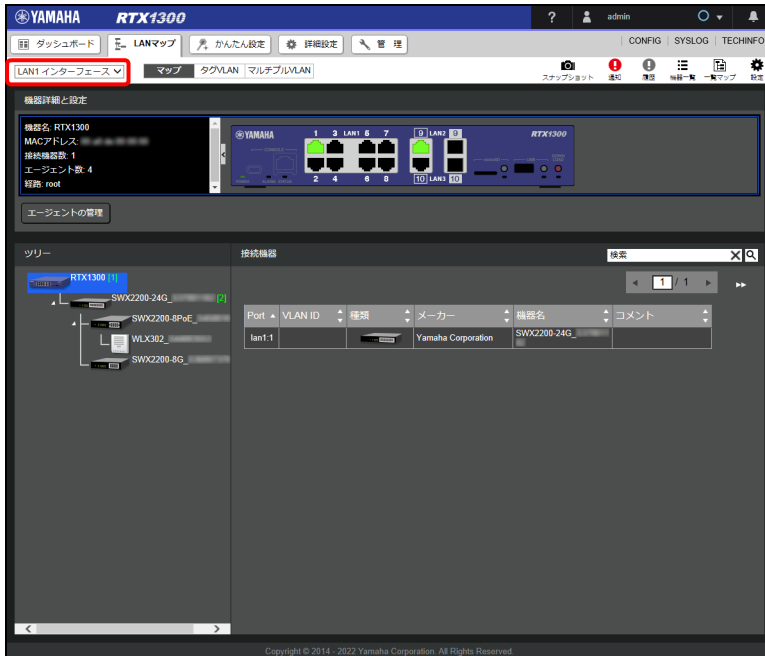 YAMAHA RTX1300 ? admin
ダッシュボード LANマップ かんたん設定 詳細設定 管 理 CONFIG SYSLOG TECHINFO
LAN1 インターフェース マップ タグVLAN マルチプルVLAN スナップショット 通知 履歴 機器一覧 一覧マップ 設定
機器詳細と設定
機器名: RTX1300
MACアドレス:
接続機器数: 1
エージェント数: 4
経路: root
YAMAHA 1 3 LAN1 5 7 9 LAN2 9 RTX1300
2 4 6 8 10 LAN3 10
エージェントの管理
ツリー 接続機器 検索
RTX1300 [1] 1 / 1
SWX2200-24G_ [2]
SWX2200-8PoE_
WLX302_
SWX2200-8G_
Port VLAN ID 種類 メーカー 機器名 コメント
lan1:1 Yamaha Corporation SWX2200-24G_
Copyright © 2014 - 2022 Yamaha Corporation. All Rights Reserved.